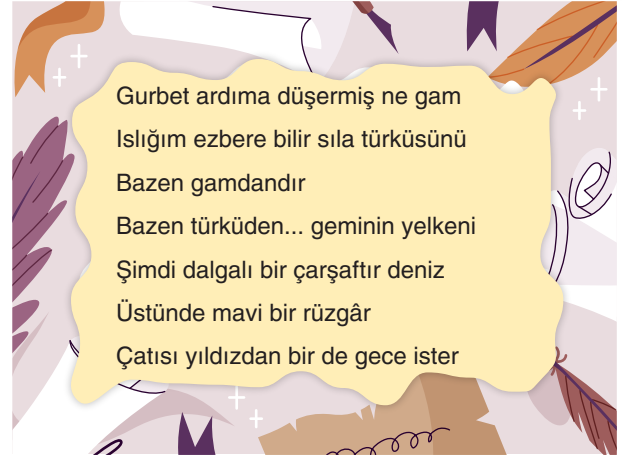 Gurbet ardıma düşermiş ne gam
Islığım ezbere bilir sıla türküsünü
Bazen gamdandır
Bazen türküden... geminin yelkeni
Şimdi dalgalı bir çarşaftır deniz
Üstünde mavi bir rüzgâr
Çatısı yıldızdan bir de gece ister